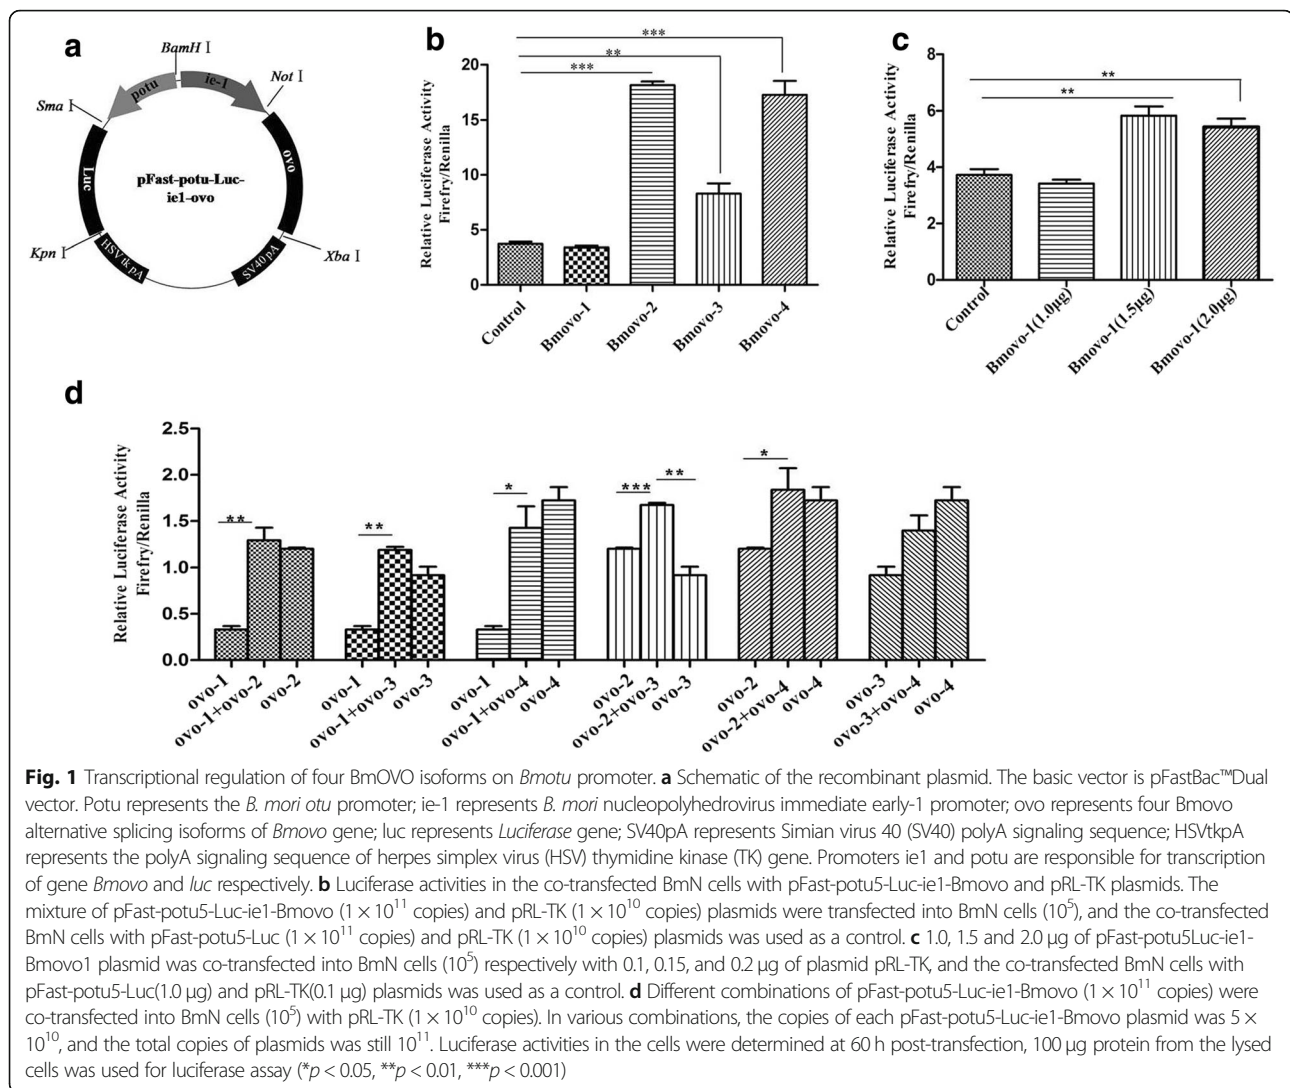 a
BamH I
potu
ie-1
Not I
Sma I
Luc
ovo
pFast-potu-Luc-
ie1-ovo
Kpn I
HSVtkpA
SV40pA
Xba I
b
Relative Luciferase Activity
Firefry/Renilla
20
15
10
5
0
***
**
***
Control
Bmovo-1
Bmovo-2
Bmovo-3
Bmovo-4
c
Relative Luciferase Activity
Firefry/Renilla
8
6
4
2
0
**
**
Control
Bmovo-1(1.0μg)
Bmovo-1(1.5μg)
Bmovo-1(2.0μg)
d
Relative Luciferase Activity
Firefry/Renilla
2.5
2.0
1.5
1.0
0.5
0.0
**
**
*
***
**
*
ovo-1
ovo-1+ovo-2
ovo-2
ovo-1
ovo-1+ovo-3
ovo-3
ovo-1
ovo-1+ovo-4
ovo-4
ovo-2
ovo-2+ovo-3
ovo-3
ovo-2
ovo-2+ovo-4
ovo-4
ovo-3
ovo-3+ovo-4
ovo-4
Fig. 1 Transcriptional regulation of four BmOVO isoforms on Bmotu promoter. a Schematic of the recombinant plasmid. The basic vector is pFastBac™Dual
vector. Potu represents the B. mori otu promoter; ie-1 represents B. mori nucleopolyhedrovirus immediate early-1 promoter; ovo represents four Bmovo
alternative splicing isoforms of Bmovo gene; luc represents Luciferase gene; SV40pA represents Simian virus 40 (SV40) polyA signaling sequence; HSVtkpA
represents the polyA signaling sequence of herpes simplex virus (HSV) thymidine kinase (TK) gene. Promoters ie1 and potu are responsible for transcription
of gene Bmovo and luc respectively. b Luciferase activities in the co-transfected BmN cells with pFast-potu5-Luc-ie1-Bmovo and pRL-TK plasmids. The
mixture of pFast-potu5-Luc-ie1-Bmovo (1 × 10¹¹ copies) and pRL-TK (1 × 10¹⁰ copies) plasmids were transfected into BmN cells (10⁵), and the co-transfected
BmN cells with pFast-potu5-Luc (1 × 10¹¹ copies) and pRL-TK (1 × 10¹⁰ copies) plasmids was used as a control. c 1.0, 1.5 and 2.0 μg of pFast-potu5Luc-ie1-
Bmovo1 plasmid was co-transfected into BmN cells (10⁵) respectively with 0.1, 0.15, and 0.2 μg of plasmid pRL-TK, and the co-transfected BmN cells with
pFast-potu5-Luc(1.0 μg) and pRL-TK(0.1 μg) plasmids was used as a control. d Different combinations of pFast-potu5-Luc-ie1-Bmovo (1 × 10¹¹ copies) were
co-transfected into BmN cells (10⁵) with pRL-TK (1 × 10¹⁰ copies). In various combinations, the copies of each pFast-potu5-Luc-ie1-Bmovo plasmid was 5 ×
10¹⁰, and the total copies of plasmids was still 10¹¹. Luciferase activities in the cells were determined at 60 h post-transfection, 100 μg protein from the lysed
cells was used for luciferase assay (*p < 0.05, **p < 0.01, ***p < 0.001)